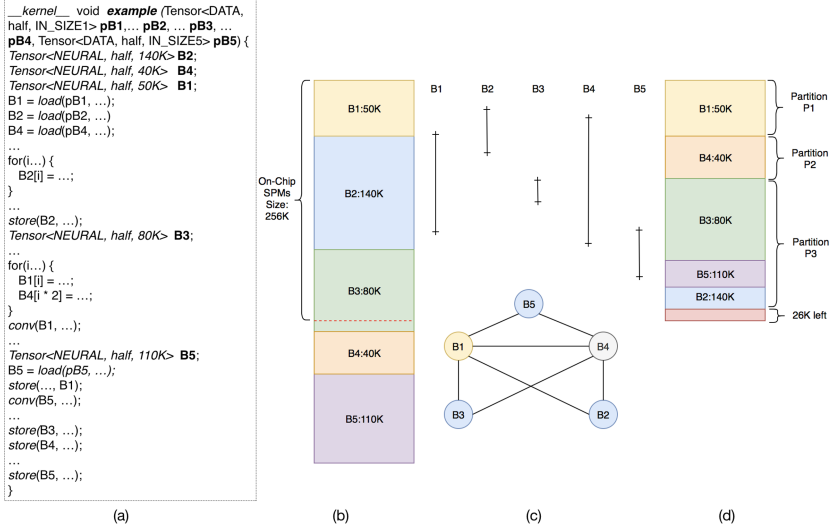 __kernel__ void example (Tensor<DATA,
half, IN_SIZE1> pB1,… pB2, … pB3, …
pB4, Tensor<DATA, half, IN_SIZE5> pB5) {
Tensor<NEURAL, half, 140K> B2;
Tensor<NEURAL, half, 40K> B4;
Tensor<NEURAL, half, 50K> B1;
B1 = load(pB1, …);
B2 = load(pB2, …)
B4 = load(pB4, …);
…
for(i…) {
B2[i] = …;
}
…
store(B2, …);
Tensor<NEURAL, half, 80K> B3;
…
for(i…) {
B1[i] = …;
B4[i * 2] = …;
}
conv(B1, …);
…
Tensor<NEURAL, half, 110K> B5;
B5 = load(pB5, …);
store(…, B1);
conv(B5, …);
…
store(B3, …);
store(B4, …);
…
store(B5, …);
}
(a)
On-Chip
SPMs
Size:
256K
B1:50K
B2:140K
B3:80K
B4:40K
B5:110K
(b)
B1 B2 B3 B4 B5
B5
B1 B4
B3 B2
(c)
B1:50K
B4:40K
B3:80K
B5:110K
B2:140K
Partition
P1
Partition
P2
Partition
P3
26K left
(d)